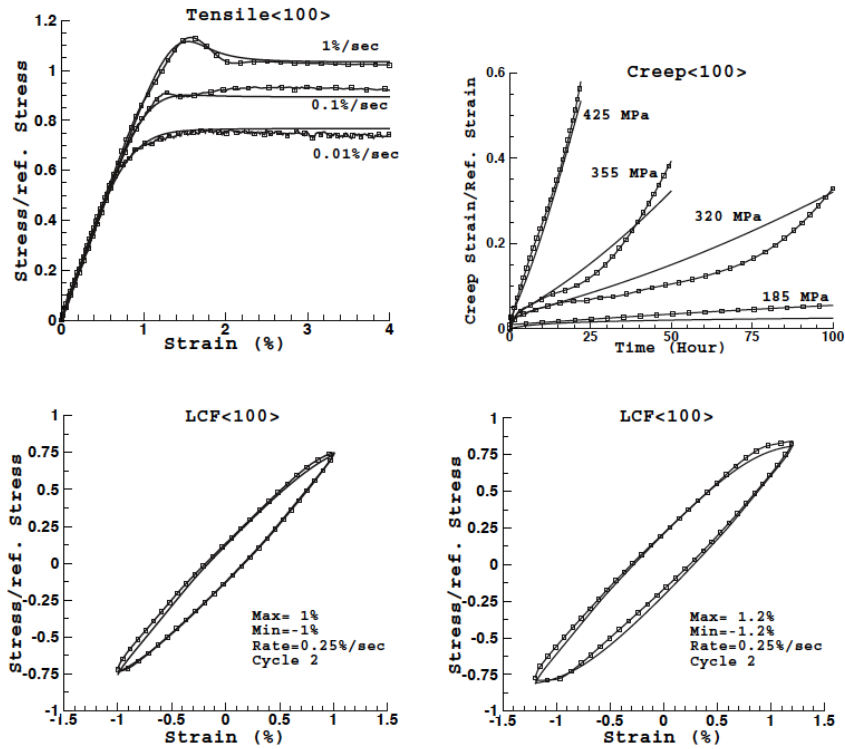 Tensile<100>
1.2
1
0.8
0.6
0.4
0.2
0
Stress/ref. Stress
1%/sec
0.1%/sec
0.01%/sec
0 1 2 3 4
Strain (%)
Creep<100>
0.6
0.4
0.2
0
Creep Strain/Ref. Strain
425 MPa
355 MPa
320 MPa
185 MPa
0 25 50 75 100
Time (Hour)
LCF<100>
1
0.75
0.5
0.25
0
-0.25
-0.5
-0.75
-1
Stress/ref. Stress
Max= 1%
Min=-1%
Rate=0.25%/sec
Cycle 2
-1.5 -1 -0.5 0 0.5 1 1.5
Strain (%)
LCF<100>
1
0.75
0.5
0.25
0
-0.25
-0.5
-0.75
-1
Stress/ref. Stress
Max= 1.2%
Min=-1.2%
Rate=0.25%/sec
Cycle 2
-1.5 -1 -0.5 0 0.5 1 1.5
Strain (%)